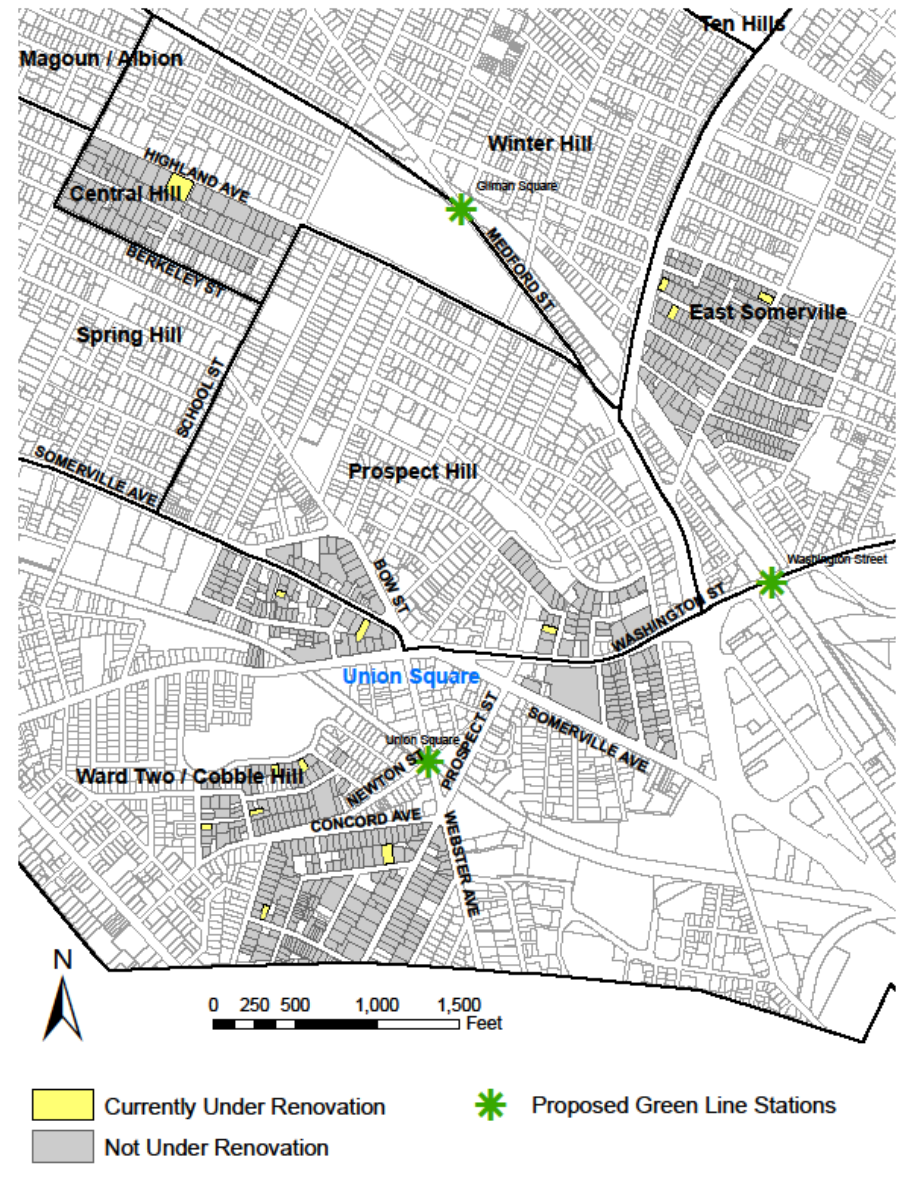 Ten Hills
Magoun / Albion
Winter Hill
HIGHLAND AVE
Gilman Square
Central Hill
MEDFORD ST
BERKELEY ST
East Somerville
Spring Hill
SCHOOL ST
SOMERVILLE AVE
Prospect Hill
Washington Street
BOW ST
WASHINGTON ST
Union Square
SOMERVILLE AVE
PROSPECT ST
Union Square
Ward Two / Cobble Hill
NEWTON ST
CONCORD AVE
WEBSTER AVE
N
0 250 500 1,000 1,500
Feet
Currently Under Renovation
Proposed Green Line Stations
Not Under Renovation